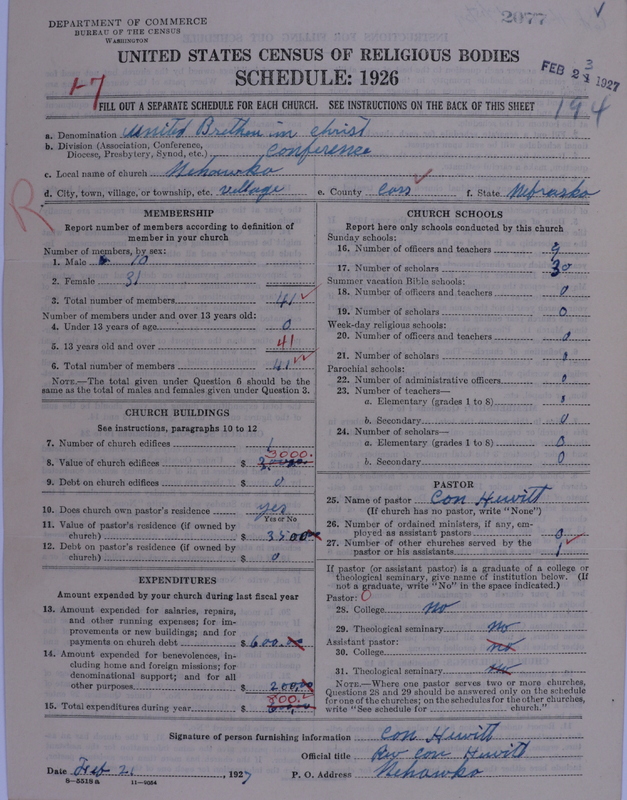 DEPARTMENT OF COMMERCE
BUREAU OF THE CENSUS
WASHINGTON
2077
UNITED STATES CENSUS OF RELIGIOUS BODIES
SCHEDULE: 1926
FEB 23 1927
FILL OUT A SEPARATE SCHEDULE FOR EACH CHURCH. SEE INSTRUCTIONS ON THE BACK OF THIS SHEET
194
a. Denomination United Brethen in Christ
b. Division (Association, Conference,
Diocese, Presbytery, Synod, etc.) Conference
c. Local name of church Nehawka
d. City, town, village, or township, etc. village e. County Cass f. State Nebraska
R
MEMBERSHIP
Report number of members according to definition of
member in your church
Number of members, by sex:
1. Male 10
2. Female 31
3. Total number of members 41
Number of members under and over 13 years old:
4. Under 13 years of age 0
5. 13 years old and over 41
6. Total number of members 41
NOTE.—The total given under Question 6 should be the
same as the total of males and females given under Question 3.
CHURCH BUILDINGS
See instructions, paragraphs 10 to 12
7. Number of church edifices 1
3000.
8. Value of church edifices $
9. Debt on church edifices $ 0
10. Does church own pastor's residence yes
Yes or No
11. Value of pastor's residence (if owned by
church) $ 3500
12. Debt on pastor's residence (if owned by
church) $ 0
EXPENDITURES
Amount expended by your church during last fiscal year
13. Amount expended for salaries, repairs,
and other running expenses; for im-
provements or new buildings; and for
payments on church debt $ 600.00
14. Amount expended for benevolences, in-
cluding home and foreign missions; for
denominational support; and for all
other purposes $ 200.00
800.
15. Total expenditures during year $
CHURCH SCHOOLS
Report here only schools conducted by this church
Sunday schools:
16. Number of officers and teachers 9
17. Number of scholars 30
Summer vacation Bible schools:
18. Number of officers and teachers 0
19. Number of scholars 0
Week-day religious schools:
20. Number of officers and teachers 0
21. Number of scholars 0
Parochial schools:
22. Number of administrative officers 0
23. Number of teachers—
a. Elementary (grades 1 to 8) 0
b. Secondary 0
24. Number of scholars—
a. Elementary (grades 1 to 8) 0
b. Secondary 0
PASTOR
25. Name of pastor Con Hewitt
(If church has no pastor, write "None")
26. Number of ordained ministers, if any, em-
ployed as assistant pastors 0
27. Number of other churches served by the
pastor or his assistants 1
If pastor (or assistant pastor) is a graduate of a college or
theological seminary, give name of institution below. (If
not a graduate, write "No" in the space indicated.)
Pastor: 0
28. College No
29. Theological seminary No
Assistant pastor:
30. College No
31. Theological seminary No
NOTE.—Where one pastor serves two or more churches,
Questions 28 and 29 should be answered only on the schedule
for one of the churches; on the schedules for the other churches,
write "See schedule for church."
Signature of person furnishing information Con Hewitt
Official title Rev Con Hewitt
Date Feb 21, 1927 P. O. Address Nehawka
8-5518a 11-9054